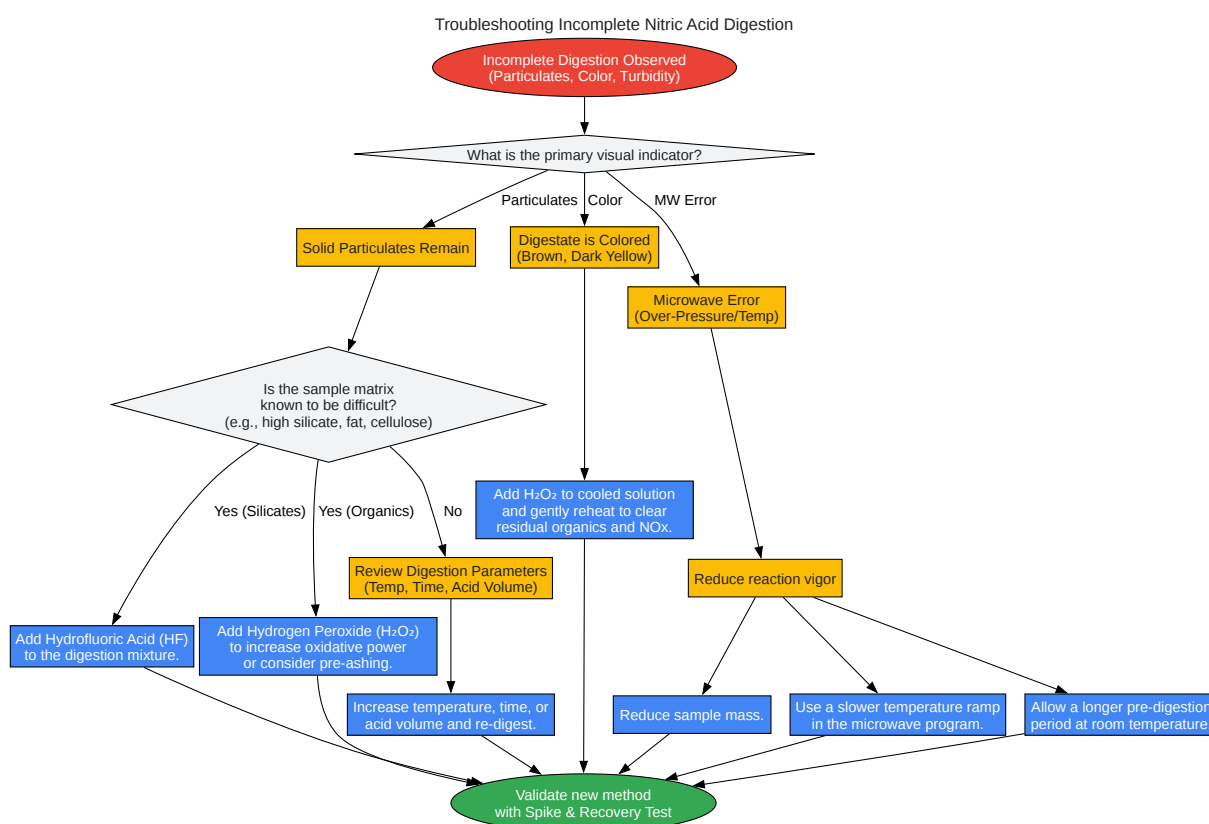 Troubleshooting Incomplete Nitric Acid Digestion
Incomplete Digestion Observed
(Particulates, Color, Turbidity)
What is the primary visual indicator?
Particulates
Color
MW Error
Solid Particulates Remain
Digestate is Colored
(Brown, Dark Yellow)
Microwave Error
(Over-Pressure/Temp)
Is the sample matrix
known to be difficult?
(e.g., high silicate, fat, cellulose)
Yes (Silicates)
Yes (Organics)
No
Add H₂O₂ to cooled solution
and gently reheat to clear
residual organics and NOx.
Review Digestion Parameters
(Temp, Time, Acid Volume)
Reduce reaction vigor
Add Hydrofluoric Acid (HF)
to the digestion mixture.
Add Hydrogen Peroxide (H₂O₂)
to increase oxidative power
or consider pre-ashing.
Increase temperature, time, or
acid volume and re-digest.
Reduce sample mass.
Use a slower temperature ramp
in the microwave program.
Allow a longer pre-digestion
period at room temperature
Validate new method
with Spike & Recovery Test